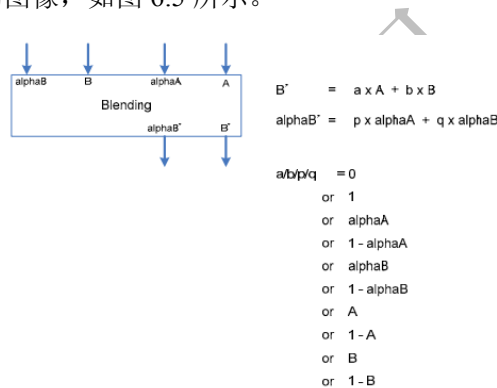 图像，如图 6.5 所示。
alphaB B alphaA A
Blending
alphaB* B*
B* = a x A + b x B
alphaB* = p x alphaA + q x alphaB
a/b/p/q = 0
or 1
or alphaA
or 1 - alphaA
or alphaB
or 1 - alphaB
or A
or 1 - A
or B
or 1 - B